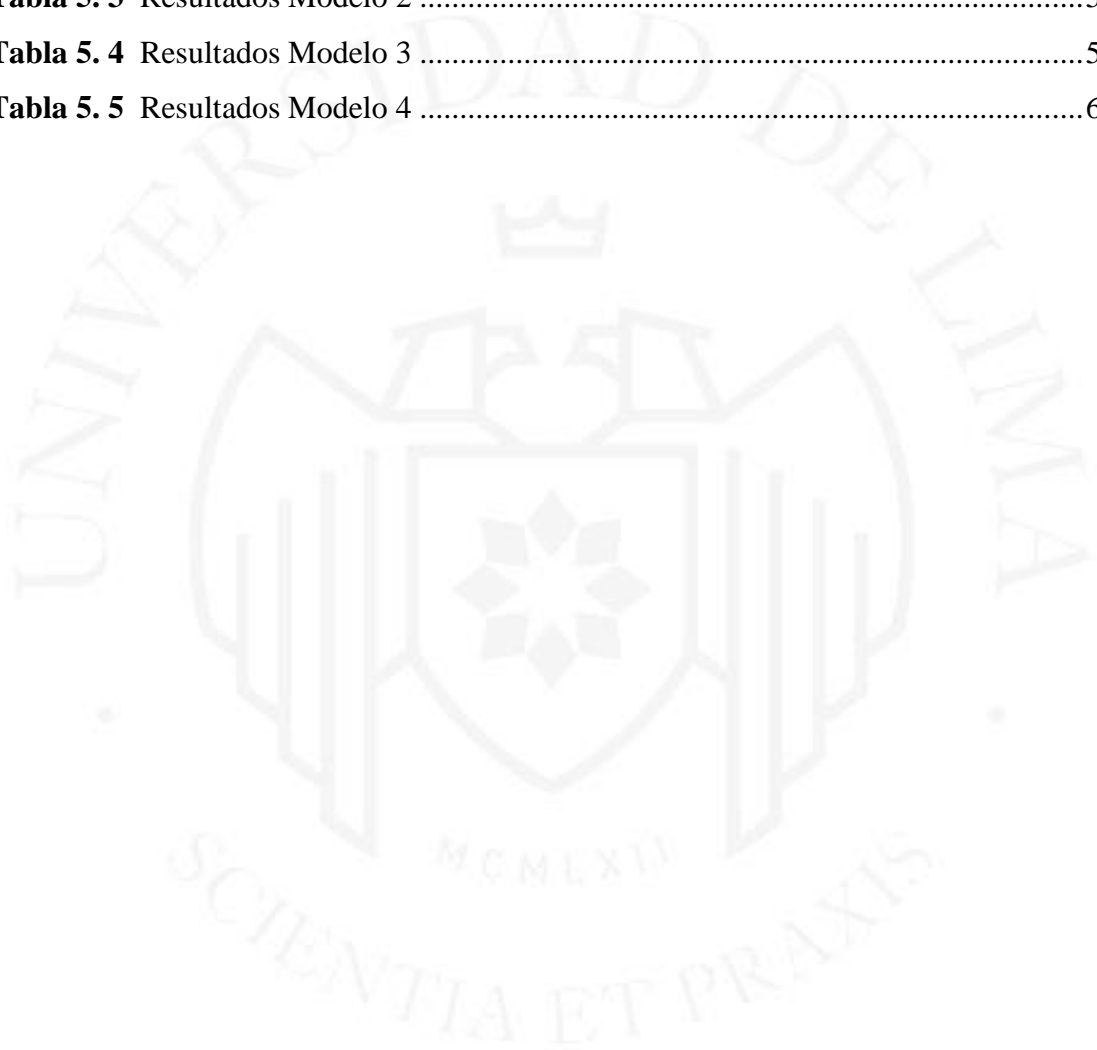 Tabla 5. 3 Resultados Modelo 2
Tabla 5. 4 Resultados Modelo 3 ........................................................................................5
Tabla 5. 5 Resultados Modelo 4 ........................................................................................6
UNIVERSIDAD DE LIMA
MCMLXII
SCIENTIA ET PRAXIS